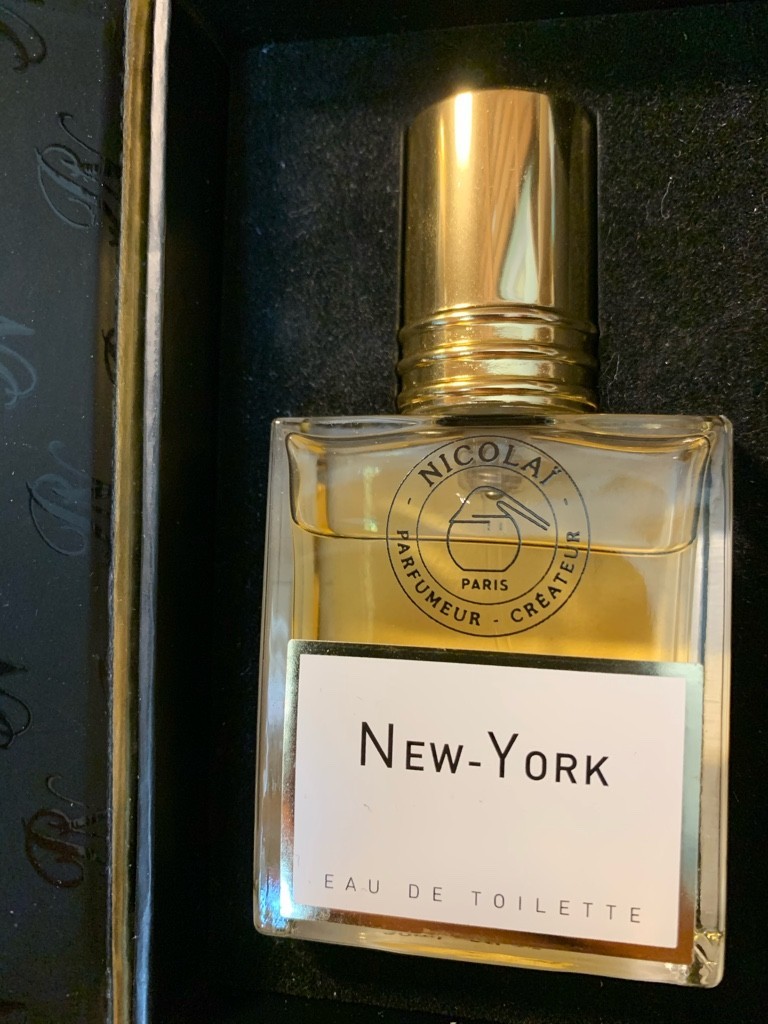 - NICOLAÏ -
PARIS
PARFUMEUR - CRÉATEUR
NEW-YORK
EAU DE TOILETTE